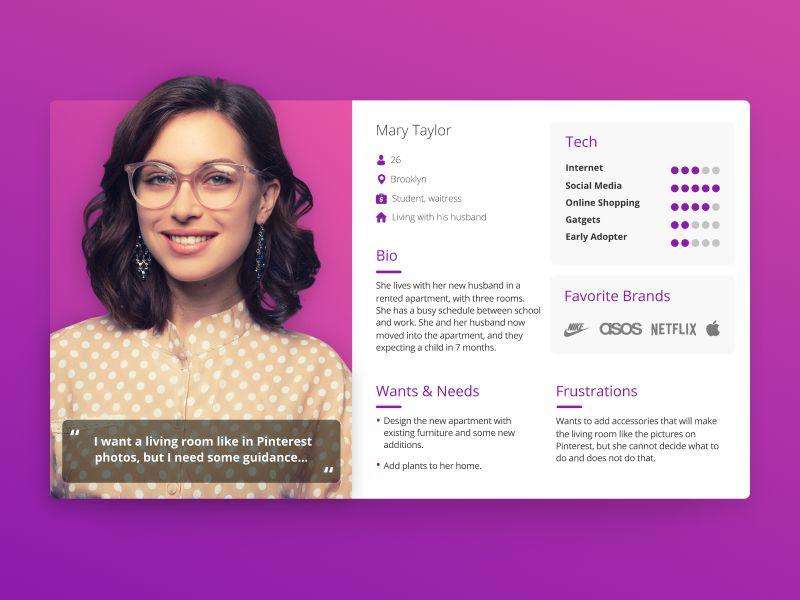 Mary Taylor
26
Brooklyn
Student, waitress
Living with his husband
Bio
She lives with her new husband in a
rented apartment, with three rooms.
She has a busy schedule between school
and work. She and her husband now
moved into the apartment, and they
expecting a child in 7 months.
Tech
Internet
Social Media
Online Shopping
Gatgets
Early Adopter
Favorite Brands
NIKE asos NETFLIX
Wants & Needs
• Design the new apartment with
existing furniture and some new
additions.
• Add plants to her home.
Frustrations
Wants to add accessories that will make
the living room like the pictures on
Pinterest, but she cannot decide what to
do and does not do that.
“ I want a living room like in Pinterest
photos, but I need some guidance... ”